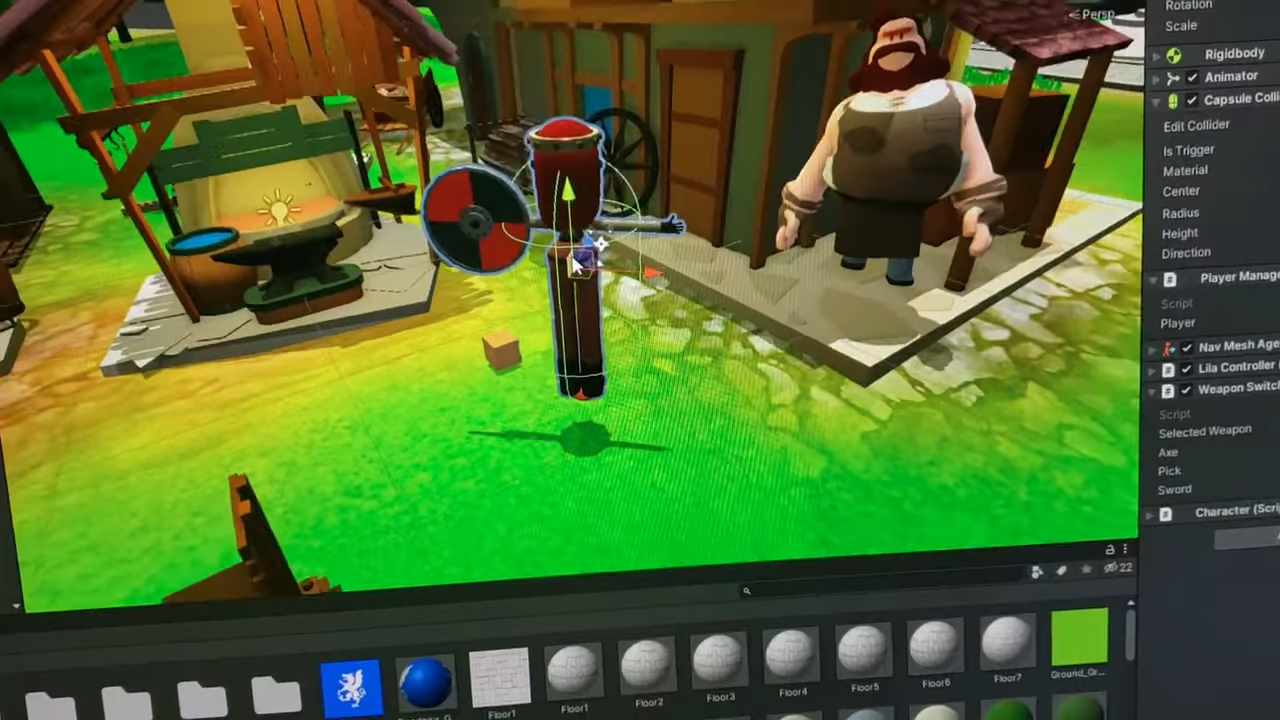 Persp
Rotation
Scale
Rigidbody
Animator
Capsule Colli
Edit Collider
Is Trigger
Material
Center
Radius
Height
Direction
Player Manage
Script
Player
Nav Mesh Age
Lila Controller
Weapon Switc
Script
Selected Weapon
Axe
Pick
Sword
Character (Scri
22
Floor1
Floor1
Floor2
Floor3
Floor4
Floor5
Floor6
Floor7
Ground_Gr...